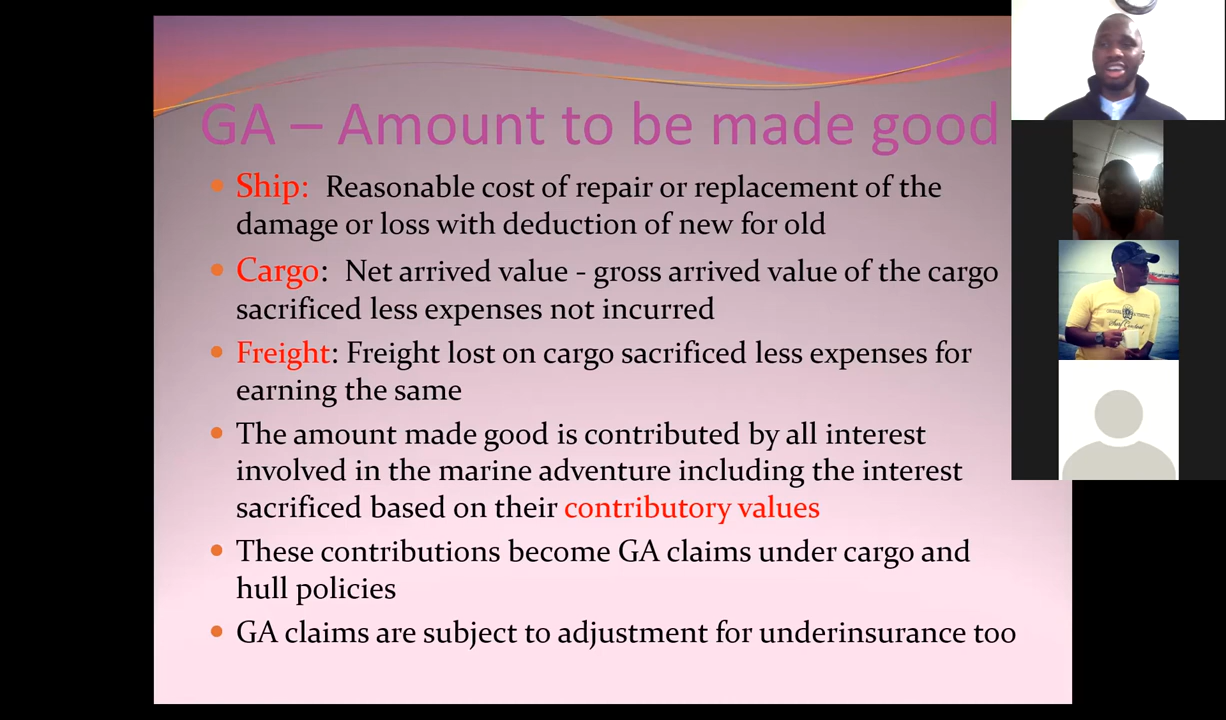 GA – Amount to be made good
Ship: Reasonable cost of repair or replacement of the
damage or loss with deduction of new for old
Cargo: Net arrived value - gross arrived value of the cargo
sacrificed less expenses not incurred
Freight: Freight lost on cargo sacrificed less expenses for
earning the same
The amount made good is contributed by all interest
involved in the marine adventure including the interest
sacrificed based on their contributory values
These contributions become GA claims under cargo and
hull policies
GA claims are subject to adjustment for underinsurance too